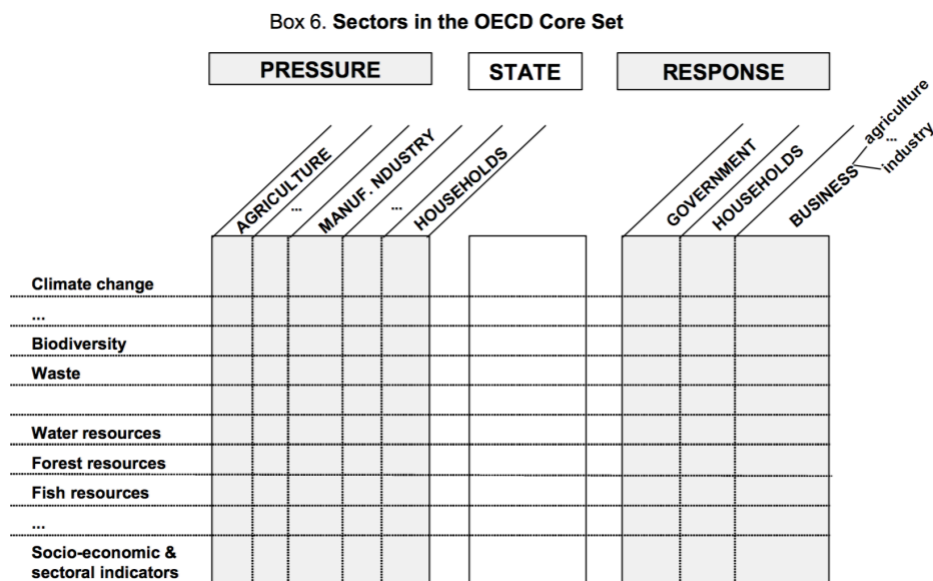 Box 6. Sectors in the OECD Core Set
PRESSURE
STATE
RESPONSE
AGRICULTURE
...
MANUF. NDUSTRY
...
HOUSEHOLDS
GOVERNMENT
HOUSEHOLDS
BUSINESS
agriculture
...
industry
Climate change
...
Biodiversity
Waste
Water resources
Forest resources
Fish resources
...
Socio-economic &
sectoral indicators